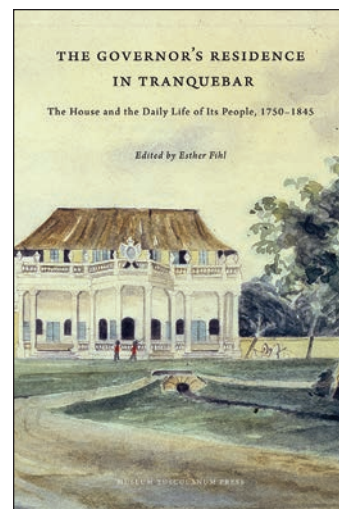 THE GOVERNOR'S RESIDENCE
IN TRANQUEBAR
The House and the Daily Life of Its People, 1750–1845
Edited by Esther Fihl
MUSEUM TUSCULANUM PRESS